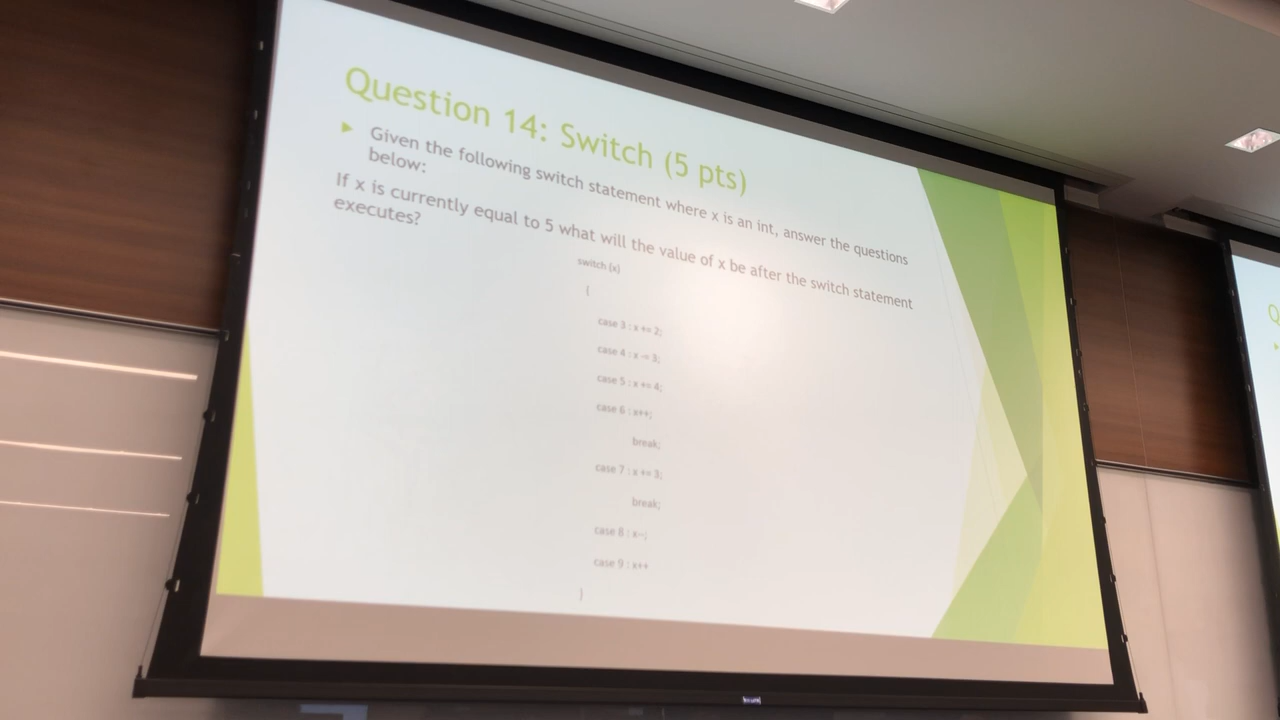 Question 14: Switch (5 pts)
Given the following switch statement where x is an int, answer the questions
below:
If x is currently equal to 5 what will the value of x be after the switch statement
executes?
switch (x)
{
case 3 : x += 2;
case 4 : x -= 3;
case 5 : x += 4;
case 6 : x++;
break;
case 7 : x += 3;
break;
case 8 : x--;
case 9 : x++
}